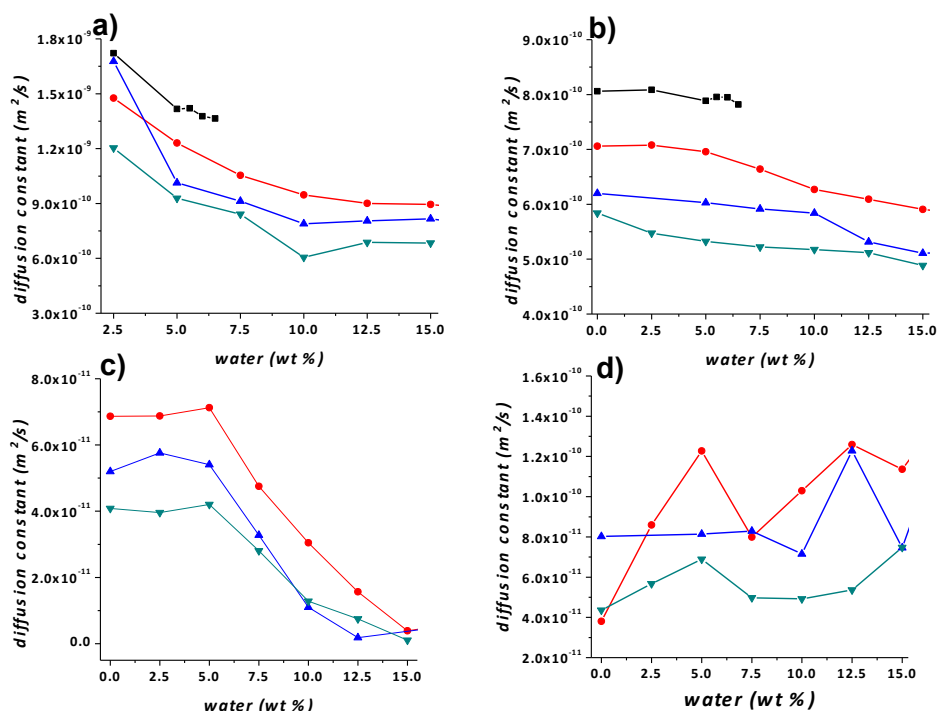 a)
1.8x10⁻⁹
1.5x10⁻⁹
1.2x10⁻⁹
9.0x10⁻¹⁰
6.0x10⁻¹⁰
3.0x10⁻¹⁰
diffusion constant (m²/s)
2.5 5.0 7.5 10.0 12.5 15.0
water (wt %)
b)
9.0x10⁻¹⁰
8.0x10⁻¹⁰
7.0x10⁻¹⁰
6.0x10⁻¹⁰
5.0x10⁻¹⁰
4.0x10⁻¹⁰
diffusion constant (m²/s)
0.0 2.5 5.0 7.5 10.0 12.5 15.0
water (wt %)
c)
8.0x10⁻¹¹
6.0x10⁻¹¹
4.0x10⁻¹¹
2.0x10⁻¹¹
0.0
diffusion constant (m²/s)
0.0 2.5 5.0 7.5 10.0 12.5 15.0
water (wt %)
d)
1.6x10⁻¹⁰
1.4x10⁻¹⁰
1.2x10⁻¹⁰
1.0x10⁻¹⁰
8.0x10⁻¹¹
6.0x10⁻¹¹
4.0x10⁻¹¹
2.0x10⁻¹¹
diffusion constant (m²/s)
0.0 2.5 5.0 7.5 10.0 12.5 15.0
water (wt %)